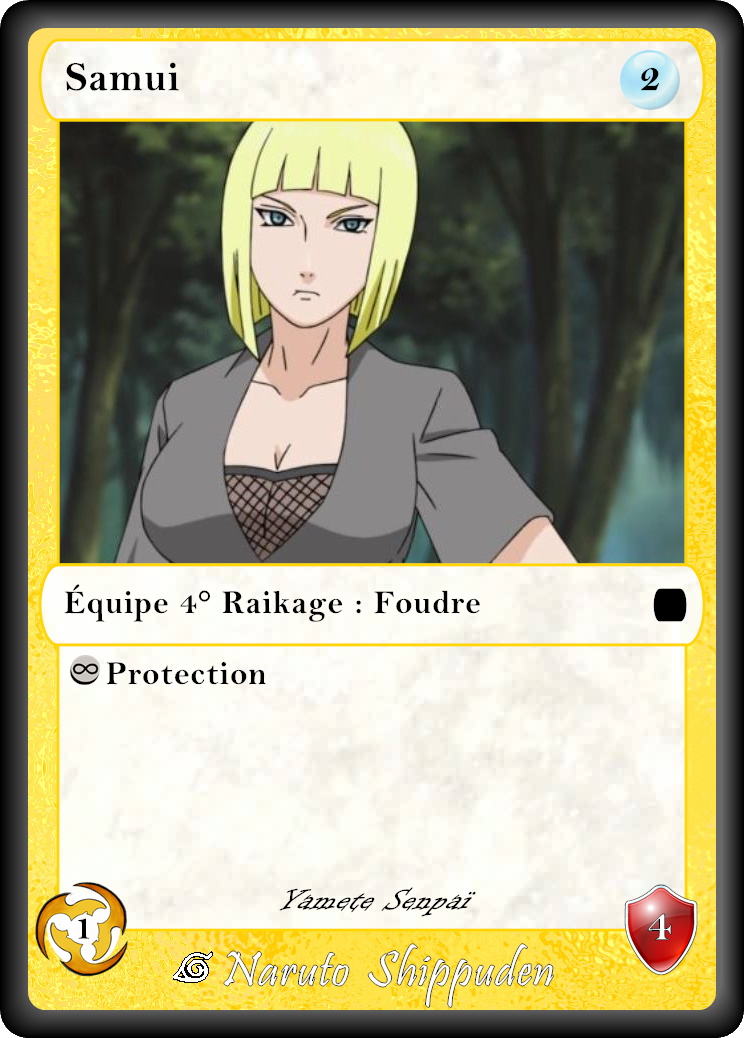 Samui
2
Équipe 4° Raikage : Foudre
Protection
Yamete Senpaï
1
4
Naruto Shippuden